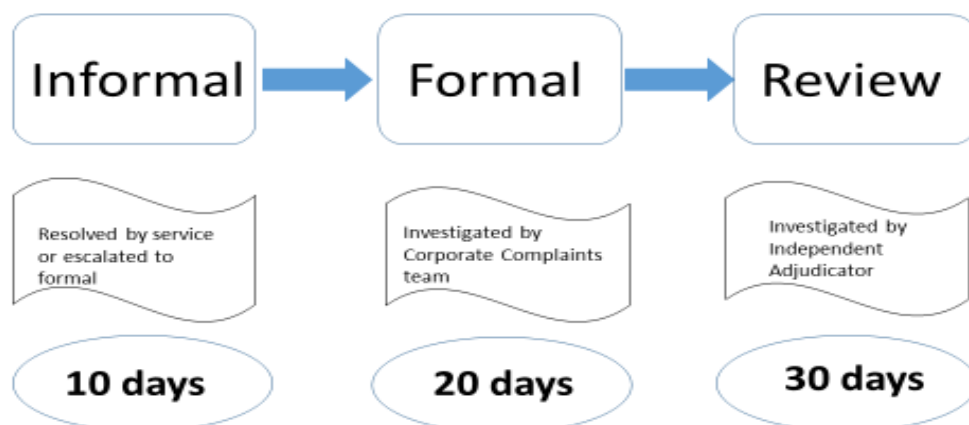 Informal
Formal
Review
Resolved by service
or escalated to
formal
Investigated by
Corporate Complaints
team
Investigated by
Independent
Adjudicator
10 days
20 days
30 days